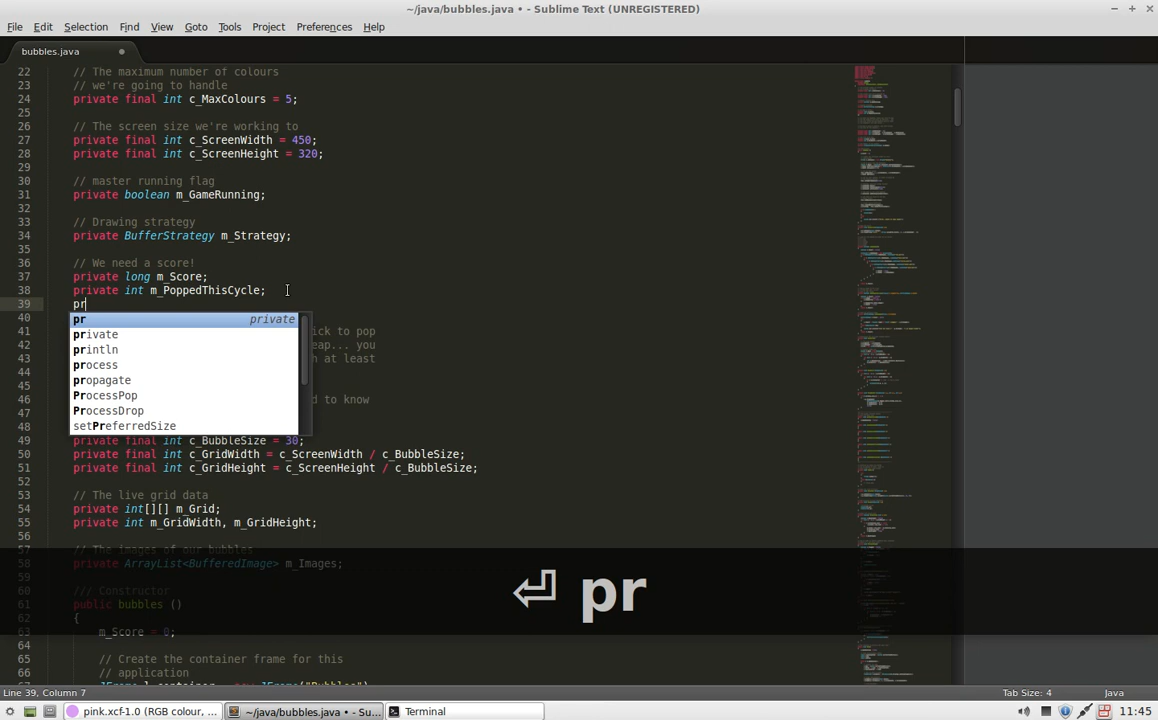 ~/java/bubbles.java • - Sublime Text (UNREGISTERED)
File Edit Selection Find View Goto Tools Project Preferences Help
bubbles.java
22 // The maximum number of colours
23 // we're going to handle
24 private final int c_MaxColours = 5;
25
26 // The screen size we're working to
27 private final int c_ScreenWidth = 450;
28 private final int c_ScreenHeight = 320;
29
30 // master running flag
31 private boolean m_GameRunning;
32
33 // Drawing strategy
34 private BufferStrategy m_Strategy;
35
36 // We need a score!
37 private long m_Score;
38 private int m_PoppedThisCycle;
39 pr
40 pr private
41 private ick to pop
42 println eap... you
43 process h at least
44 propagate
45 ProcessPop
46 d to know
47 ProcessDrop
setPreferredSize
49 private final int c_BubbleSize = 30;
50 private final int c_GridWidth = c_ScreenWidth / c_BubbleSize;
51 private final int c_GridHeight = c_ScreenHeight / c_BubbleSize;
52
53 // The live grid data
54 private int[][] m_Grid;
55 private int m_GridWidth, m_GridHeight;
56
57 // The images of our bubbles
58 private ArrayList<BufferedImage> m_Images;
59
60 /// Constructor
61 public bubbles ()
62 {
63 m_Score = 0;
64
65 // Create the container frame for this
66 // application
⏎ pr
Line 39, Column 7 Tab Size: 4 Java
pink.xcf-1.0 (RGB colour, ... ~/java/bubbles.java • - Su... Terminal 11:45